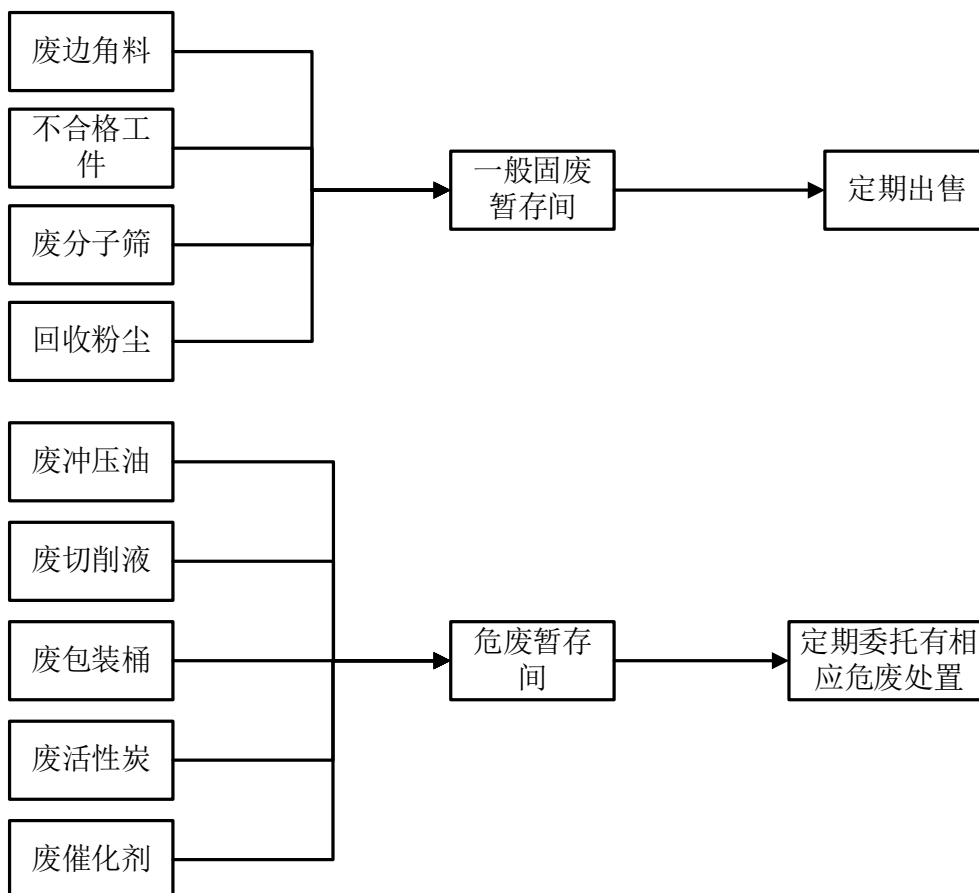 废边角料
不合格工
件
废分子筛
回收粉尘
一般固废
暂存间
定期出售
废冲压油
废切削液
废包装桶
废活性炭
废催化剂
危废暂存
间
定期委托有相
应危废处置